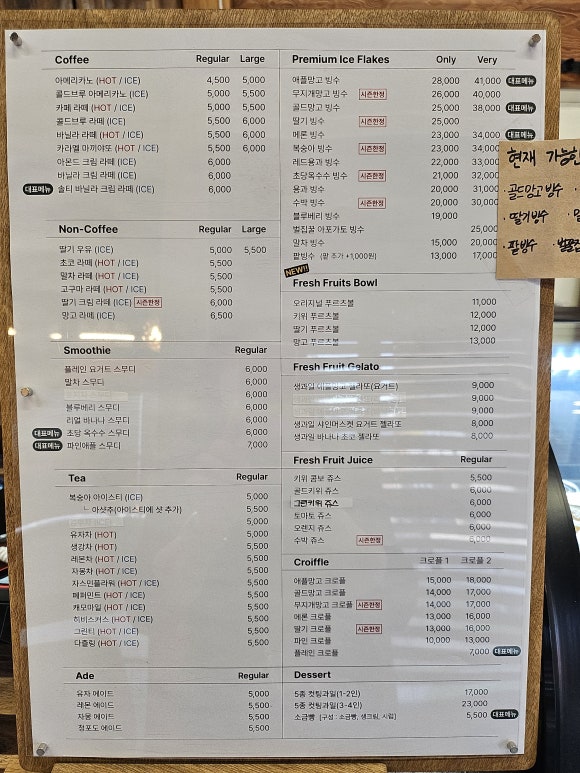 Coffee Regular Large
아메리카노 (HOT / ICE) 4,500 5,000
콜드브루 아메리카노 (ICE) 5,000 5,500
카페 라떼 (HOT / ICE) 5,000 5,500
콜드브루 라떼 (ICE) 5,500 6,000
바닐라 라떼 (HOT / ICE) 5,500 6,000
카라멜 마끼야또 (HOT / ICE) 5,500 6,000
아몬드 크림 라떼 (ICE) 6,000
바닐라 크림 라떼 (ICE) 6,000
대표메뉴 솔티 바닐라 크림 라떼 (ICE) 6,000
Non-Coffee Regular Large
딸기 우유 (ICE) 5,000 5,500
초코 라떼 (HOT / ICE) 5,500
말차 라떼 (HOT / ICE) 5,500
고구마 라떼 (HOT / ICE) 5,500
딸기 크림 라떼 (ICE) 시즌한정 6,000
망고 라떼 (ICE) 6,500
Smoothie Regular
플레인 요거트 스무디 6,000
말차 스무디 6,000
6,000
블루베리 스무디 6,000
리얼 바나나 스무디 6,000
대표메뉴 초당 옥수수 스무디 6,000
대표메뉴 파인애플 스무디 7,000
Tea Regular
복숭아 아이스티 (ICE) 5,000
ㄴ 아샷추(아이스티에 샷 추가) 5,500
5,000
유자차 (HOT) 5,000
생강차 (HOT) 5,000
레몬차 (HOT / ICE) 5,500
자몽차 (HOT / ICE) 5,500
자스민플라워 (HOT / ICE) 5,500
페퍼민트 (HOT / ICE) 5,500
캐모마일 (HOT / ICE) 5,500
히비스커스 (HOT / ICE) 5,500
그린티 (HOT / ICE) 5,500
다즐링 (HOT / ICE) 5,500
Ade Regular
유자 에이드 5,000
레몬 에이드 5,500
자몽 에이드 5,500
청포도 에이드 5,500
Premium Ice Flakes Only Very
애플망고 빙수 28,000 41,000 대표메뉴
무지개망고 빙수 시즌한정 26,000 40,000
골드망고 빙수 25,000 38,000 대표메뉴
딸기 빙수 시즌한정 25,000
메론 빙수 23,000 34,000 대표메뉴
복숭아 빙수 시즌한정 23,000 34,000
레드용과 빙수 22,000 33,000
초당옥수수 빙수 시즌한정 21,000 32,000
용과 빙수 20,000 31,000
수박 빙수 시즌한정 20,000 30,000
블루베리 빙수 19,000
벌집꿀 아포가토 빙수 25,000
말차 빙수 15,000 20,000
팥빙수 (팥 추가 +1,000원) 13,000 17,000
NEW!!
Fresh Fruits Bowl
오리지널 푸르츠볼 11,000
키위 푸르츠볼 12,000
딸기 푸르츠볼 12,000
망고 푸르츠볼 13,000
Fresh Fruit Gelato
생과일 애플망고 젤라또(요거트) 9,000
9,000
9,000
생과일 샤인머스켓 요거트 젤라또 8,000
생과일 바나나 초코 젤라또 8,000
Fresh Fruit Juice Regular
키위 콤보 쥬스 5,500
골드키위 쥬스 6,000
그린키위 쥬스 6,000
토마토 쥬스 6,000
오렌지 쥬스 6,000
수박 쥬스 시즌한정 6,000
Croiffle 크로플 1 크로플 2
애플망고 크로플 15,000 18,000
골드망고 크로플 14,000 17,000
무지개망고 크로플 시즌한정 14,000 17,000
메론 크로플 13,000 16,000
딸기 크로플 시즌한정 13,000 16,000
파인 크로플 10,000 13,000
플레인 크로플 7,000 대표메뉴
Dessert
5종 컷팅과일(1-2인) 17,000
5종 컷팅과일(3-4인) 23,000
소금빵 [구성 : 소금빵, 생크림, 시럽] 5,500 대표메뉴
현재 가능한
· 골드망고빙수 ·
· 딸기빙수 ·
· 팥빙수 ·